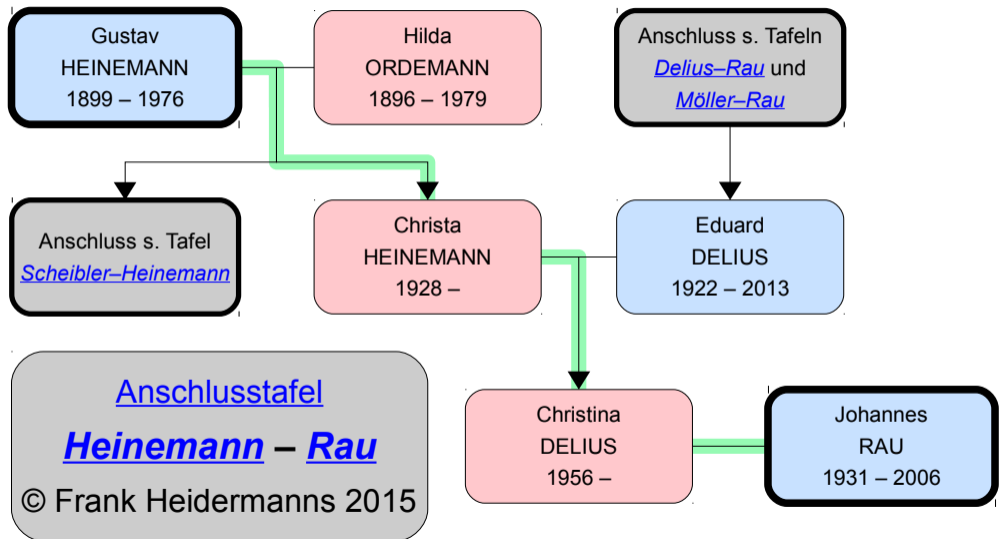 Gustav
HEINEMANN
1899 – 1976
Hilda
ORDEMANN
1896 – 1979
Anschluss s. Tafeln
Delius–Rau und
Möller–Rau
Anschluss s. Tafel
Scheibler–Heinemann
Christa
HEINEMANN
1928 –
Eduard
DELIUS
1922 – 2013
Anschlusstafel
Heinemann – Rau
© Frank Heidermanns 2015
Christina
DELIUS
1956 –
Johannes
RAU
1931 – 2006